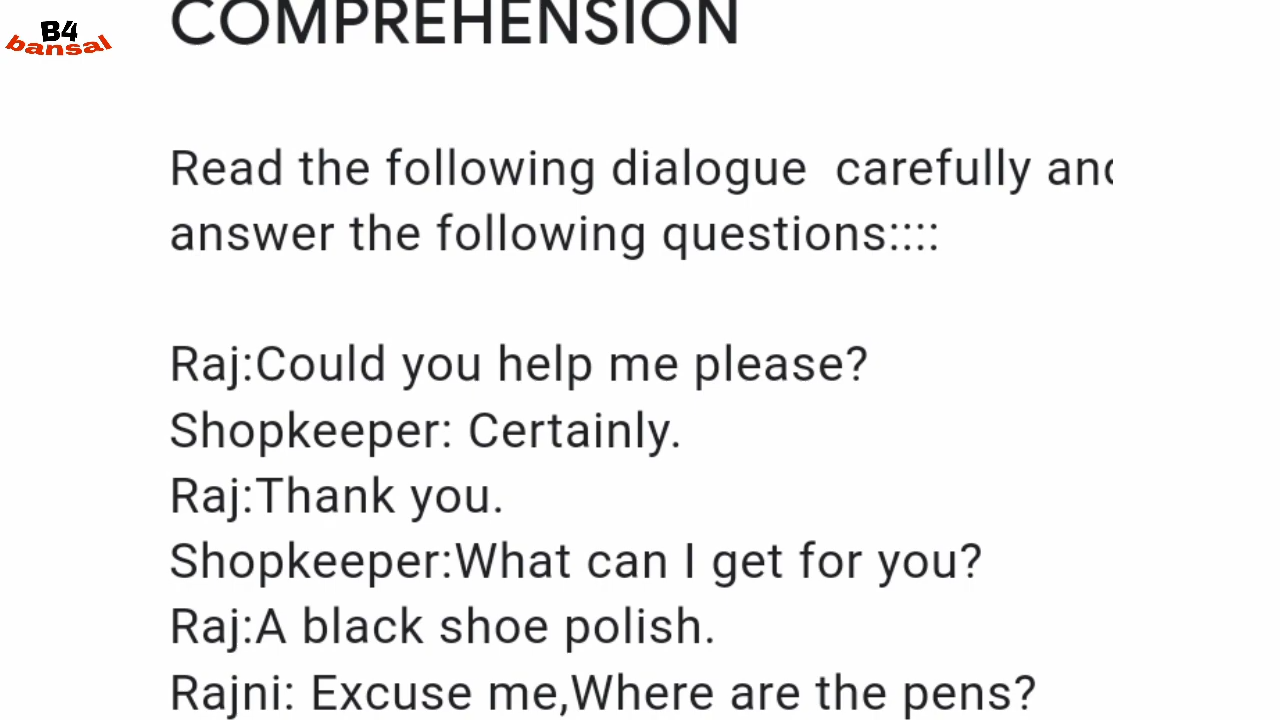 B4
bansal
COMPREHENSION
Read the following dialogue  carefully and
answer the following questions::::
Raj:Could you help me please?
Shopkeeper: Certainly.
Raj:Thank you.
Shopkeeper:What can I get for you?
Raj:A black shoe polish.
Rajni: Excuse me,Where are the pens?